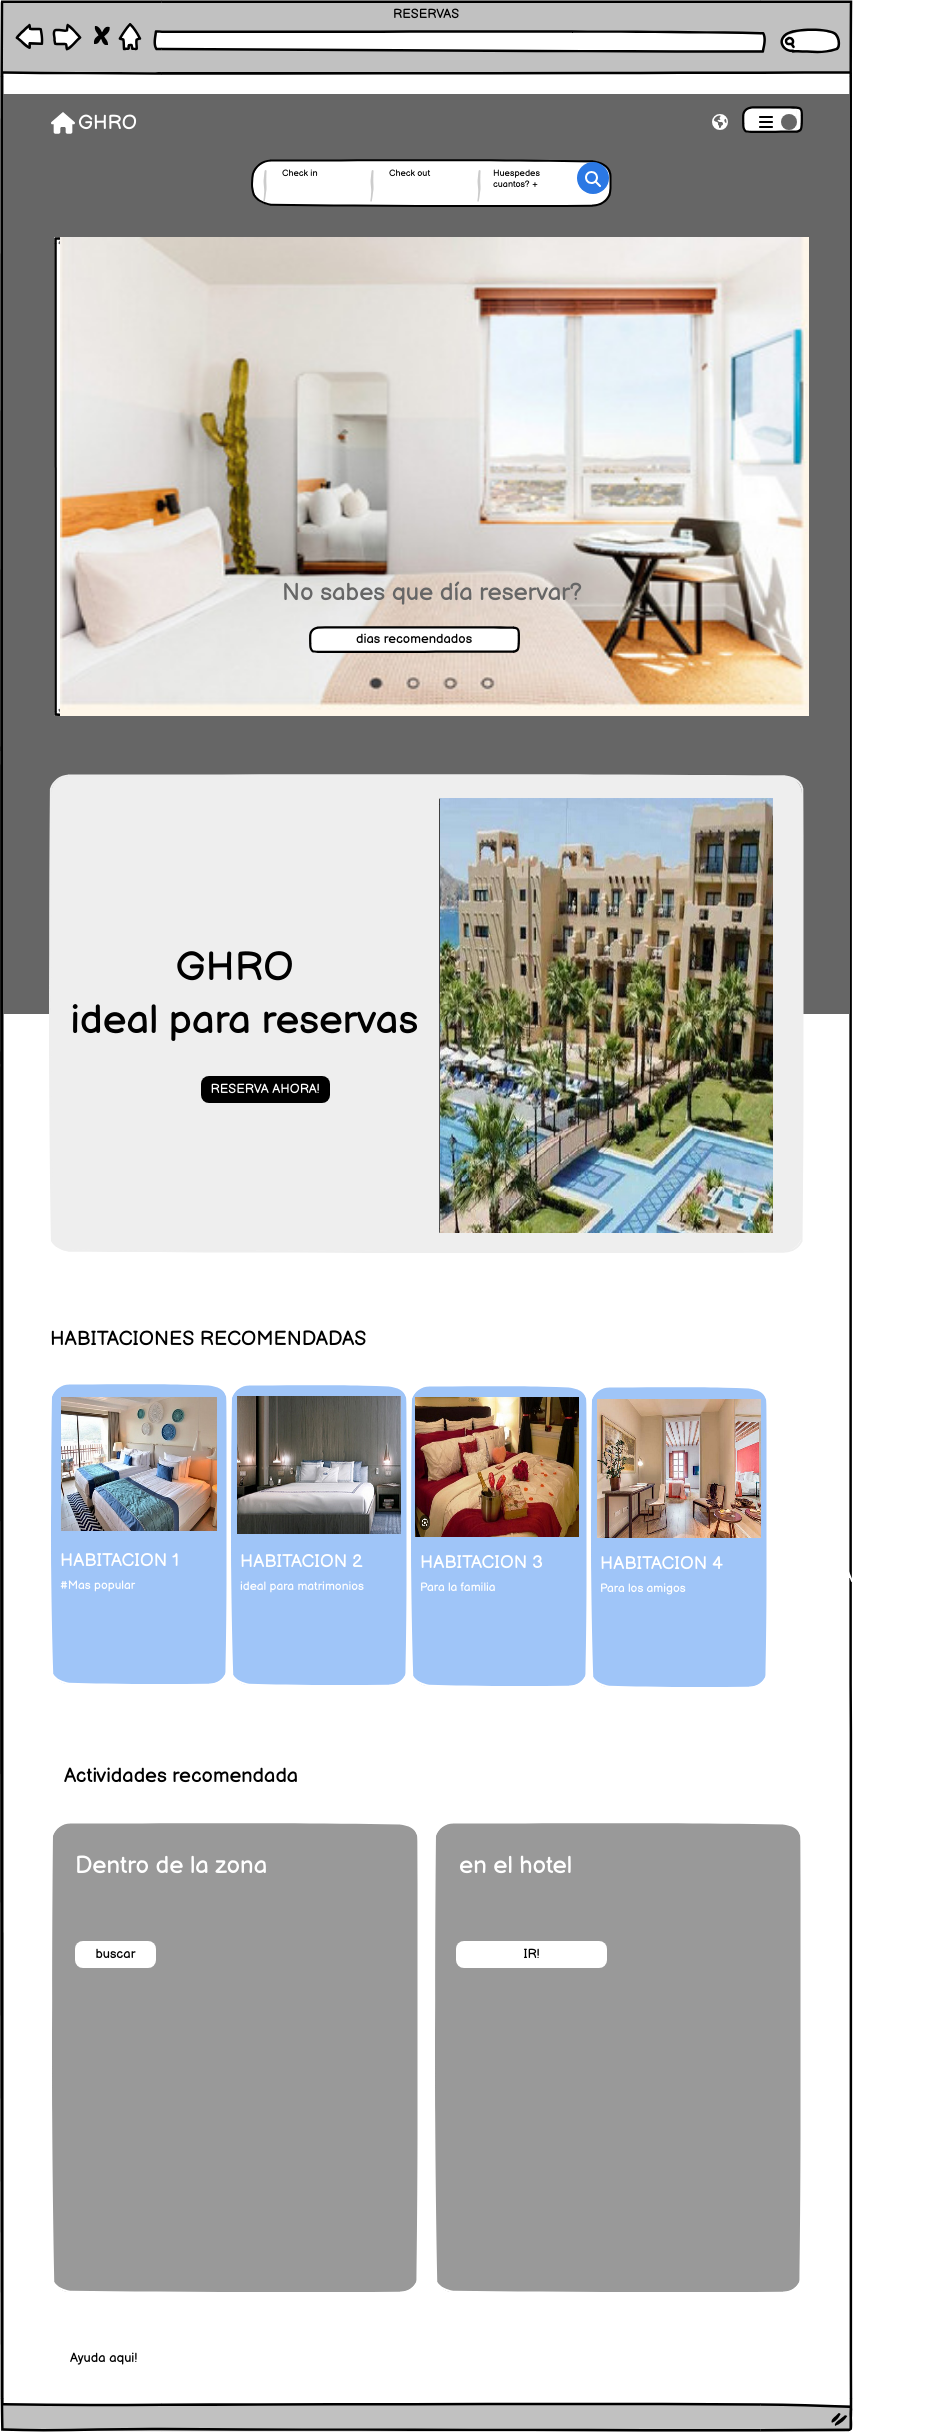 RESERVAS
GHRO
Check in
Check out
Huespedes
cuantos? +
No sabes que día reservar?
dias recomendados
GHRO
ideal para reservas
RESERVA AHORA!
HABITACIONES RECOMENDADAS
HABITACION 1
#Mas popular
HABITACION 2
ideal para matrimonios
HABITACION 3
Para la familia
HABITACION 4
Para los amigos
Actividades recomendada
Dentro de la zona
buscar
en el hotel
IR!
Ayuda aqui!